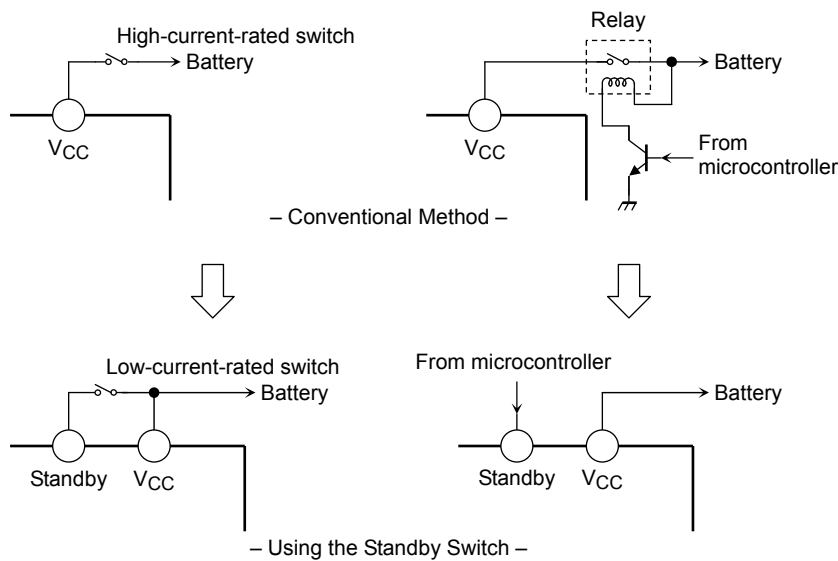 High-current-rated switch
Battery
VCC
Relay
Battery
VCC
From
microcontroller
– Conventional Method –
Low-current-rated switch
Battery
Standby
VCC
From microcontroller
Battery
Standby
VCC
– Using the Standby Switch –